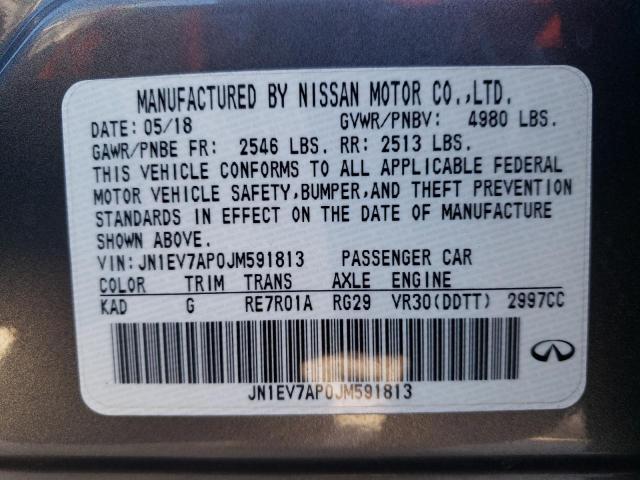 MANUFACTURED BY NISSAN MOTOR CO.,LTD.
DATE: 05/18 GVWR/PNBV: 4980 LBS.
GAWR/PNBE FR: 2546 LBS. RR: 2513 LBS.
THIS VEHICLE CONFORMS TO ALL APPLICABLE FEDERAL
MOTOR VEHICLE SAFETY,BUMPER,AND THEFT PREVENTION
STANDARDS IN EFFECT ON THE DATE OF MANUFACTURE
SHOWN ABOVE.
VIN:JN1EV7AP0JM591813 PASSENGER CAR
COLOR TRIM TRANS AXLE ENGINE
KAD G RE7R01A RG29 VR30(DDTT) 2997CC
JN1EV7AP0JM591813